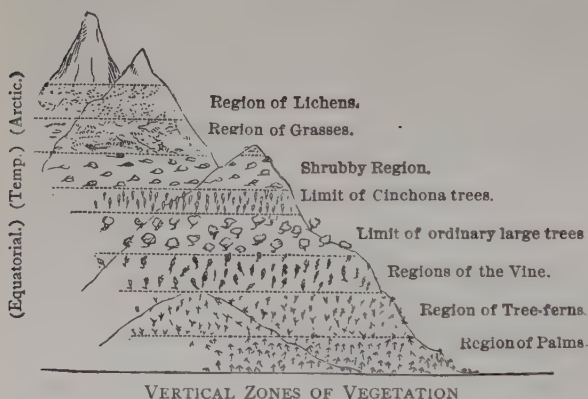 (Equatorial.) (Temp.) (Arctic.)
Region of Lichens.
Region of Grasses.
Shrubby Region.
Limit of Cinchona trees.
Limit of ordinary large trees
Regions of the Vine.
Region of Tree-ferns.
Region of Palms.
VERTICAL ZONES OF VEGETATION